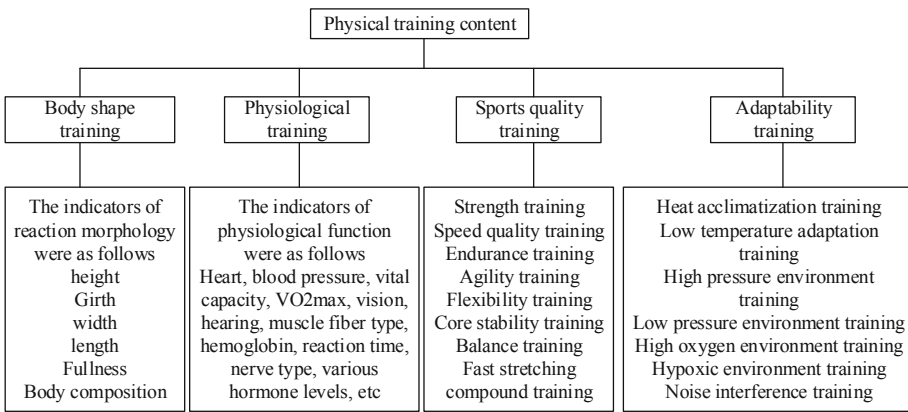 Physical training content
Body shape
training
Physiological
training
Sports quality
training
Adaptability
training
The indicators of
reaction morphology
were as follows
height
Girth
width
length
Fullness
Body composition
The indicators of
physiological function
were as follows
Heart, blood pressure, vital
capacity, VO2max, vision,
hearing, muscle fiber type,
hemoglobin, reaction time,
nerve type, various
hormone levels, etc
Strength training
Speed quality training
Endurance training
Agility training
Flexibility training
Core stability training
Balance training
Fast stretching
compound training
Heat acclimatization training
Low temperature adaptation
training
High pressure environment
training
Low pressure environment training
High oxygen environment training
Hypoxic environment training
Noise interference training